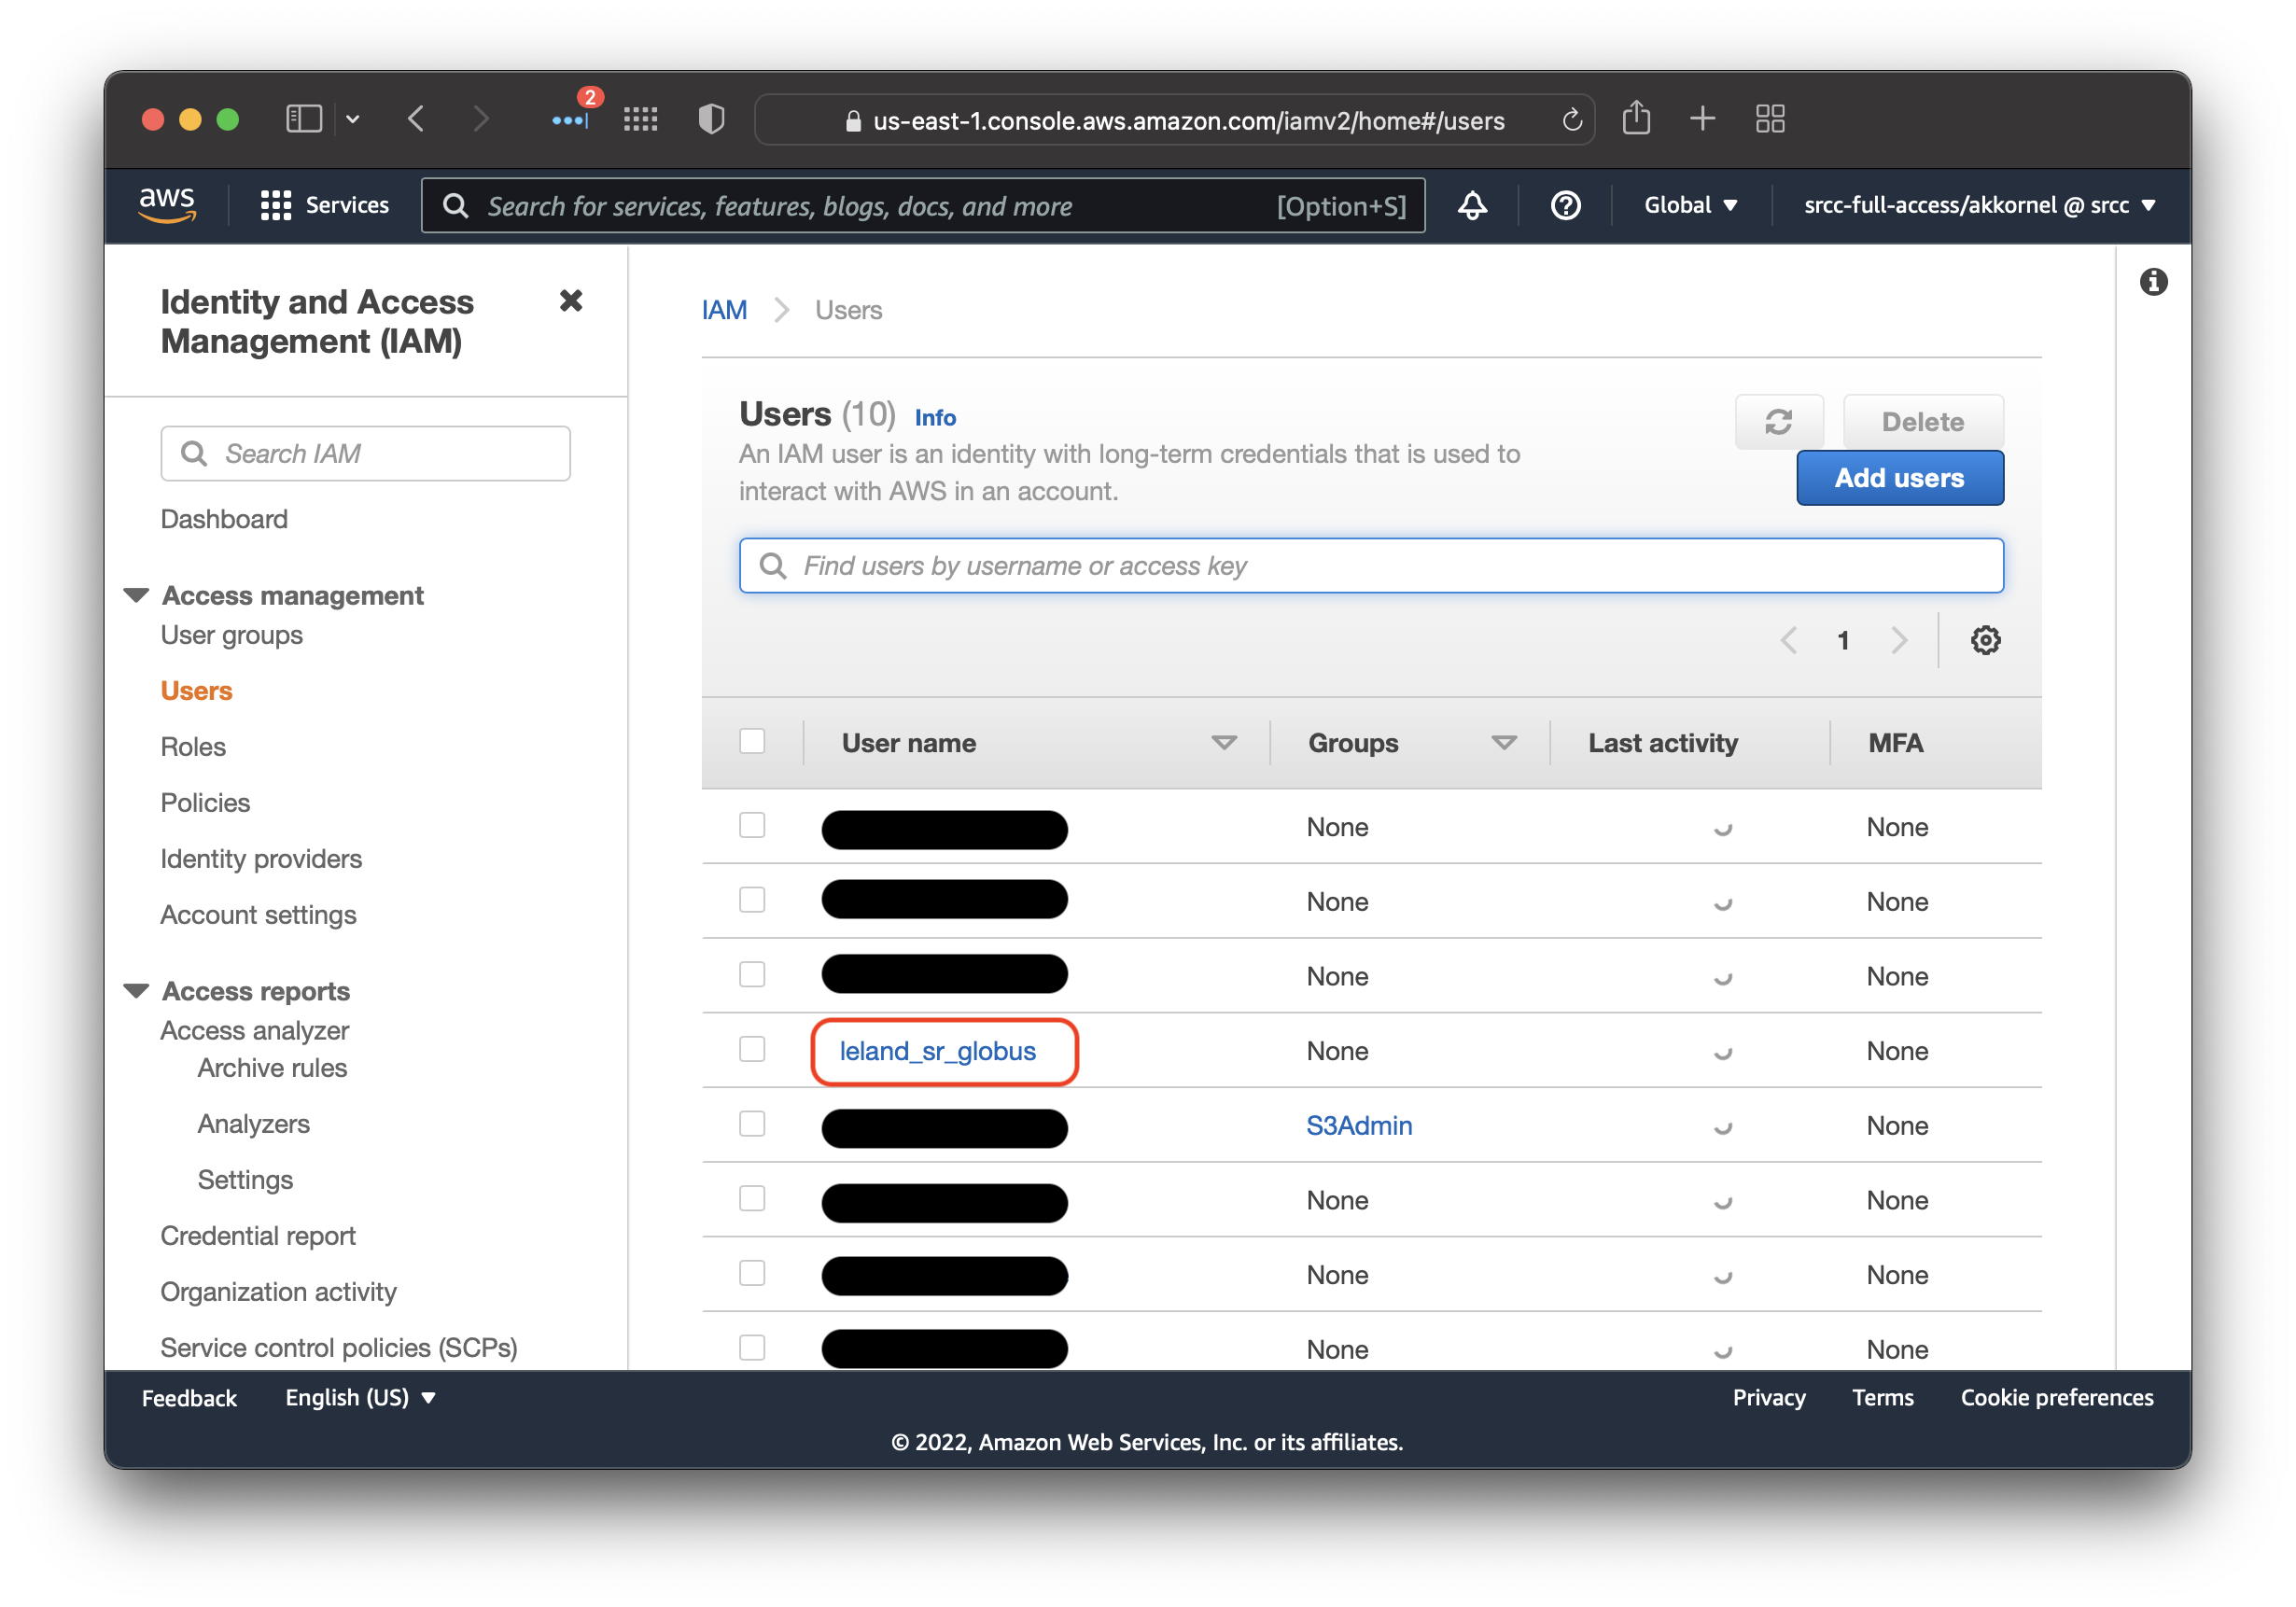 2
us-east-1.console.aws.amazon.com/iamv2/home#/users
aws
Services
Search for services, features, blogs, docs, and more
[Option+S]
Global
srcc-full-access/akkornel @ srcc
Identity and Access
Management (IAM)
Search IAM
Dashboard
Access management
User groups
Users
Roles
Policies
Identity providers
Account settings
Access reports
Access analyzer
Archive rules
Analyzers
Settings
Credential report
Organization activity
Service control policies (SCPs)
IAM
Users
Users (10) Info
An IAM user is an identity with long-term credentials that is used to
interact with AWS in an account.
Delete
Add users
Find users by username or access key
1
User name Groups Last activity MFA
None None
None None
None None
leland_sr_globus None None
S3Admin None
None None
None None
None None
Feedback
English (US)
Privacy
Terms
Cookie preferences
© 2022, Amazon Web Services, Inc. or its affiliates.